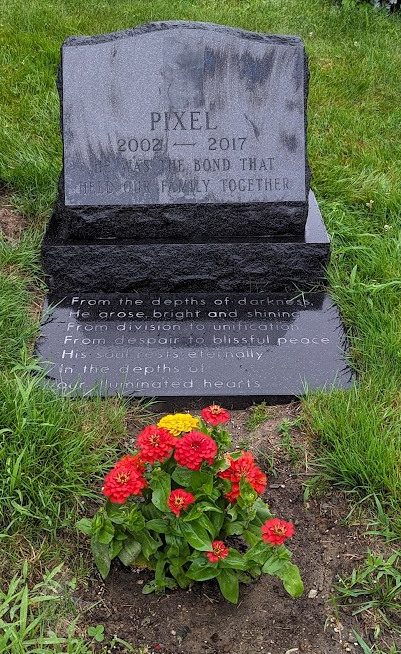 PIXEL
2002 — 2017
HE WAS THE BOND THAT
HELD OUR FAMILY TOGETHER
From the depths of darkness,
He arose, bright and shining
From division to unification
From despair to blissful peace
His soul rests eternally
In the depths of
our illuminated hearts